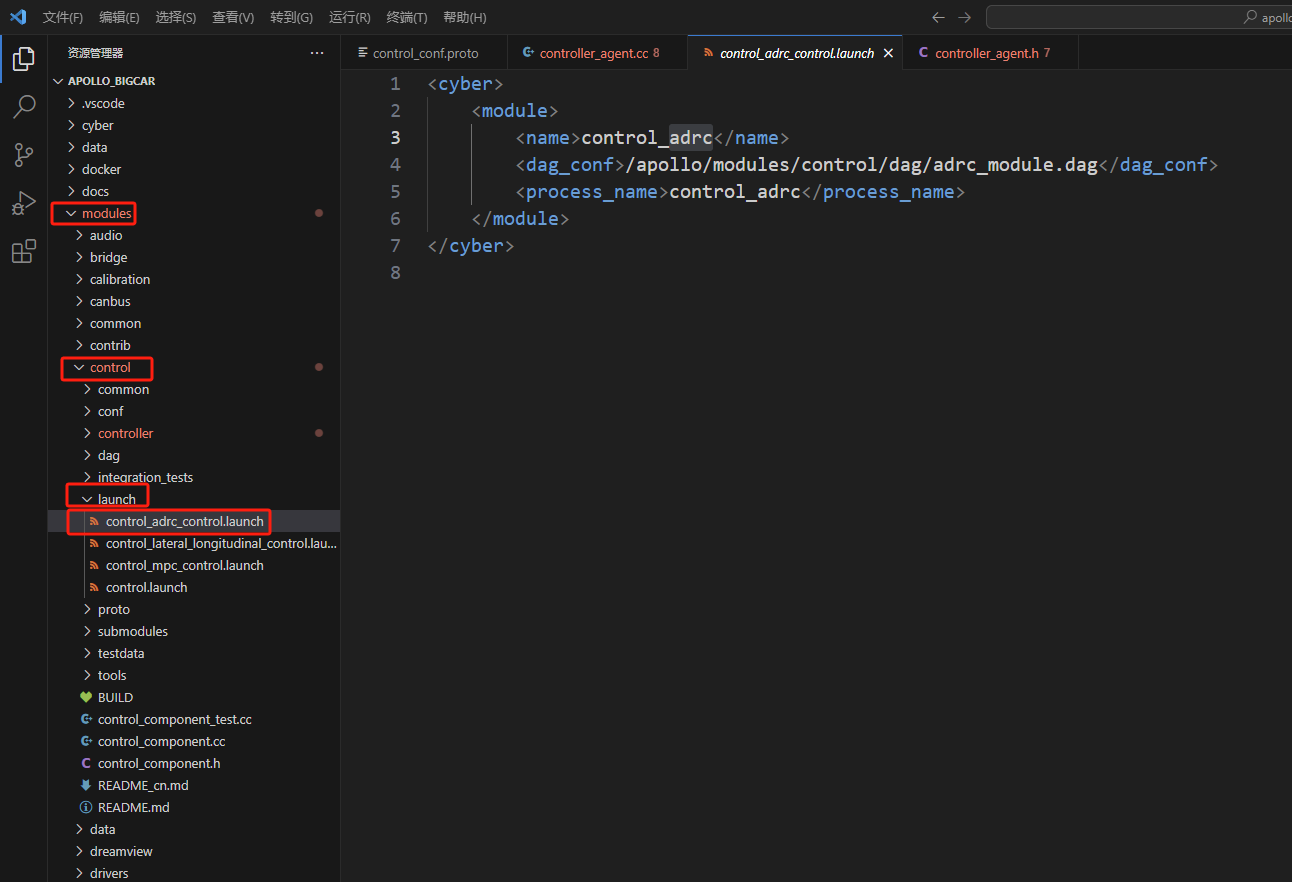 文件(F) 编辑(E) 选择(S) 查看(V) 转到(G) 运行(R) 终端(T) 帮助(H)
apollo
资源管理器
APOLLO_BIGCAR
.vscode
cyber
data
docker
docs
modules
audio
bridge
calibration
canbus
common
contrib
control
common
conf
controller
dag
integration_tests
launch
control_adrc_control.launch
control_lateral_longitudinal_control.lau...
control_mpc_control.launch
control.launch
proto
submodules
testdata
tools
BUILD
control_component_test.cc
control_component.cc
control_component.h
README_cn.md
README.md
data
dreamview
drivers
control_conf.proto controller_agent.cc 8 control_adrc_control.launch controller_agent.h 7
1 <cyber>
2 <module>
3 <name>control_adrc</name>
4 <dag_conf>/apollo/modules/control/dag/adrc_module.dag</dag_conf>
5 <process_name>control_adrc</process_name>
6 </module>
7 </cyber>
8